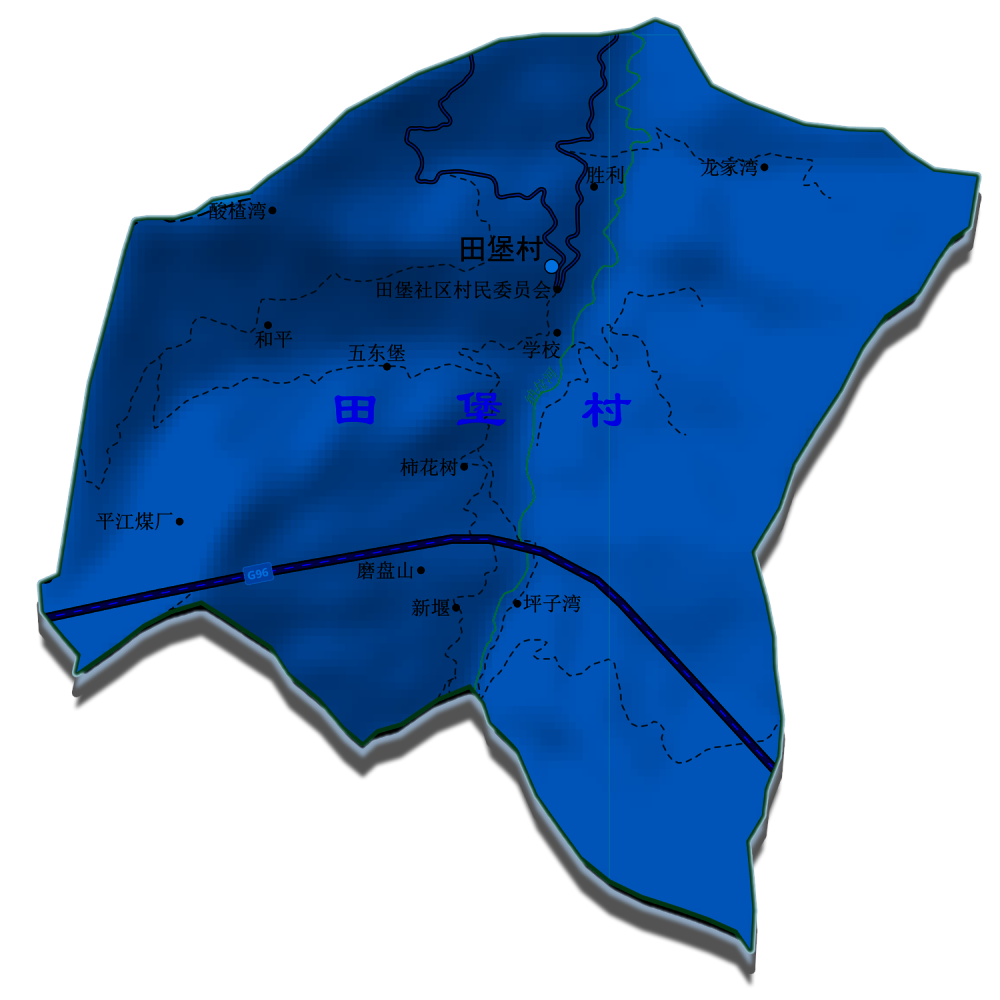 胜利
龙家湾
酸楂湾
田堡村
田堡社区村民委员会
和平
学校
五东堡
田 堡 村
柿花树
平江煤厂
G96
磨盘山
新堰
坪子湾